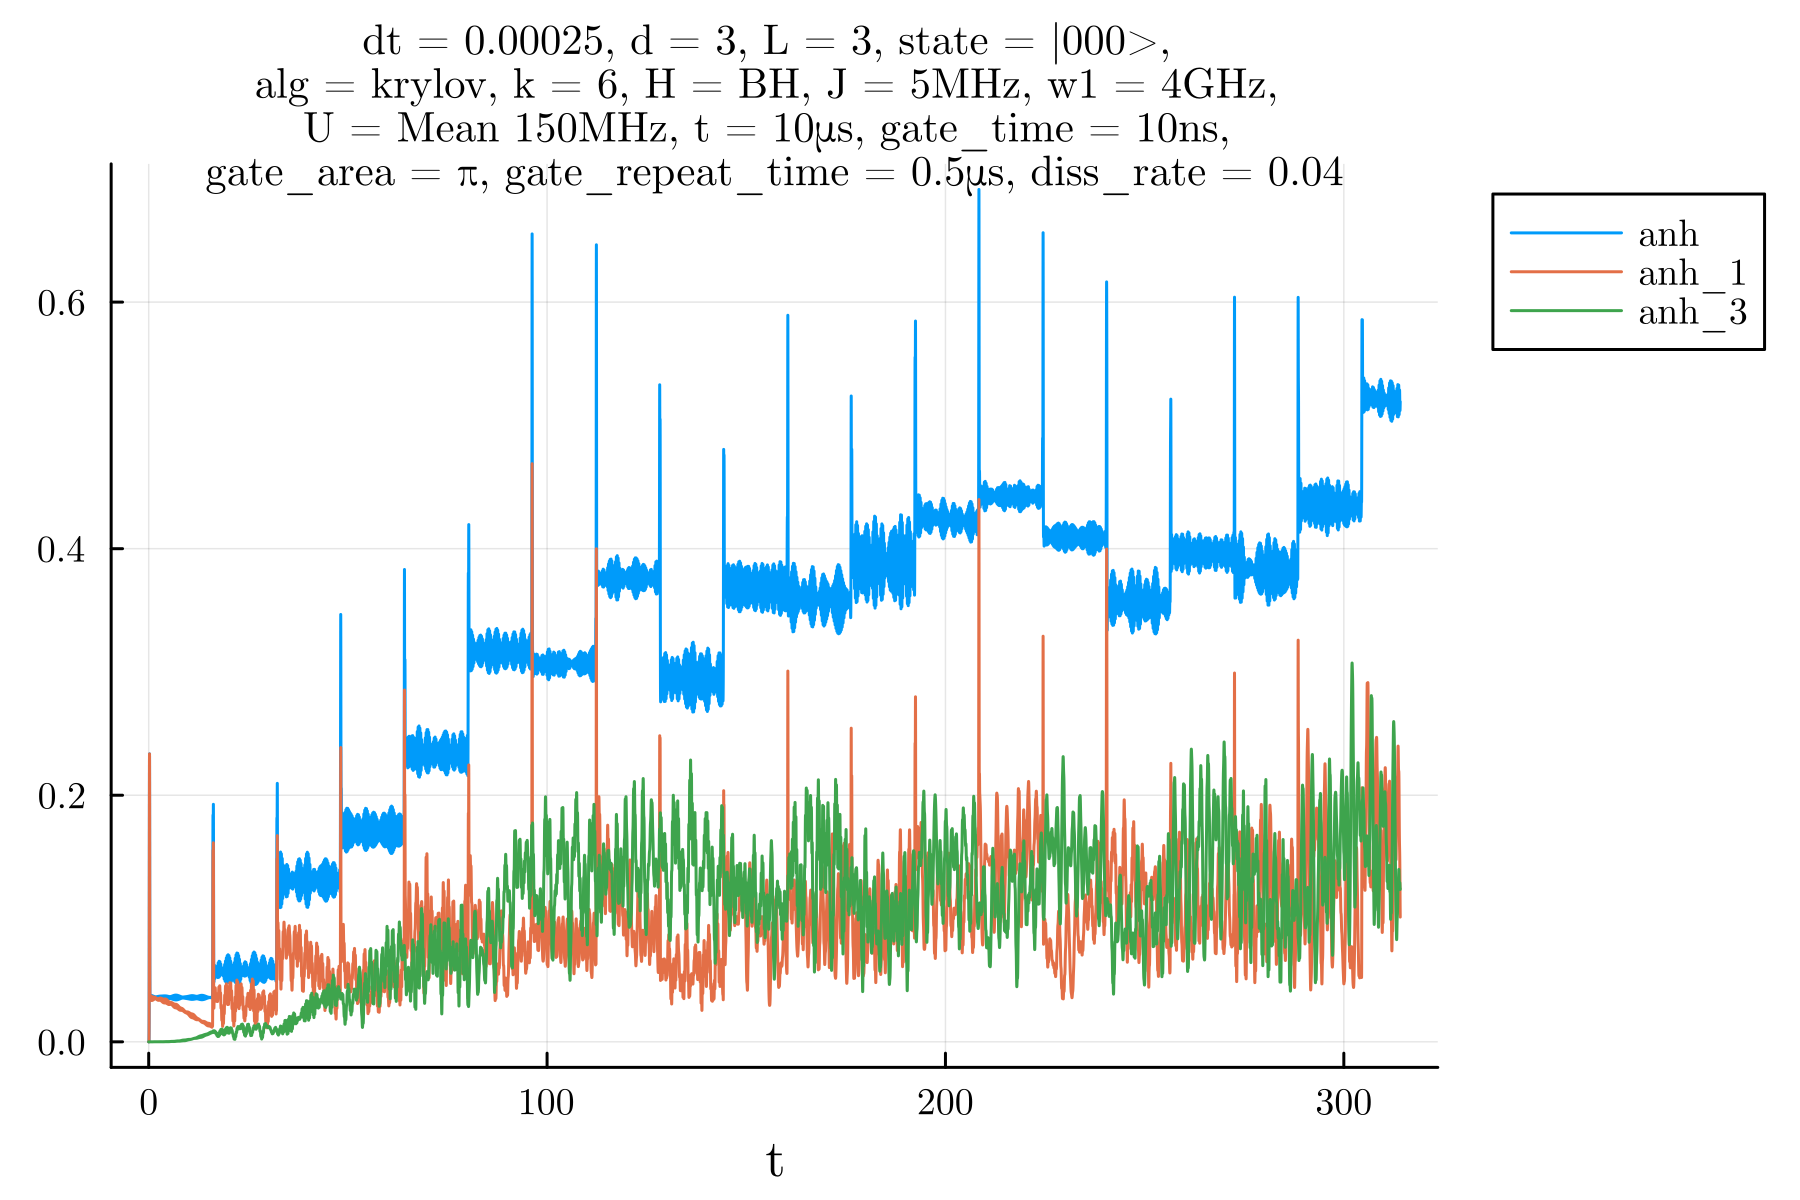 dt = 0.00025, d = 3, L = 3, state = |000>,
alg = krylov, k = 6, H = BH, J = 5MHz, w1 = 4GHz,
U = Mean 150MHz, t = 10μs, gate_time = 10ns,
gate_area = π, gate_repeat_time = 0.5μs, diss_rate = 0.04
anh
anh_1
anh_3
0.6
0.4
0.2
0.0
0 100 200 300
t